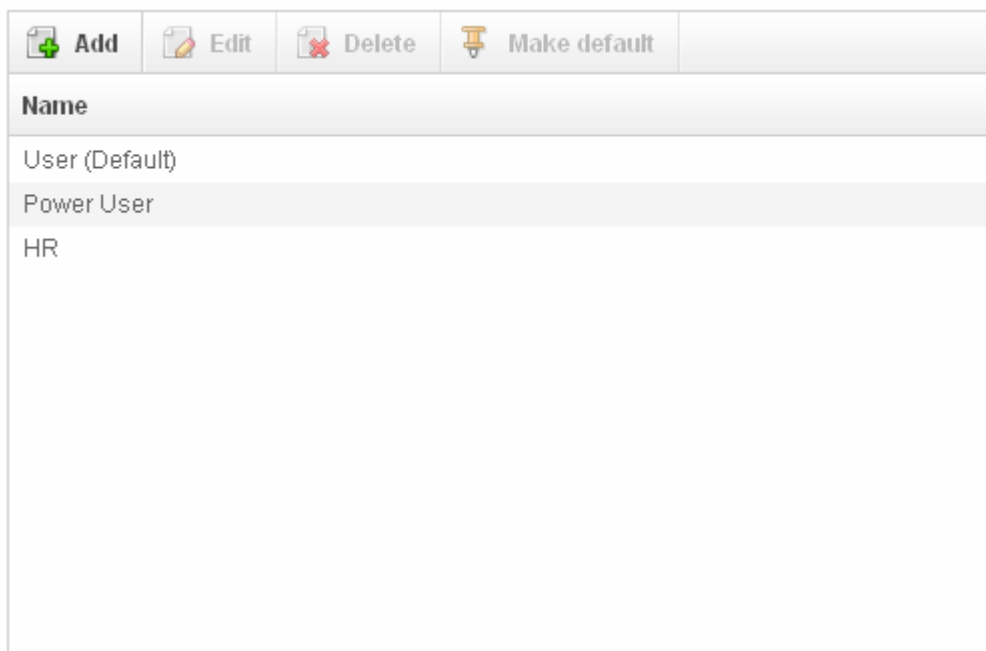 Add Edit Delete Make default
Name
User (Default)
Power User
HR